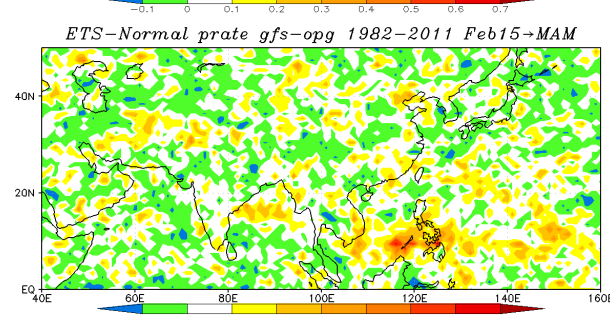 −0.1 0 0.1 0.2 0.3 0.4 0.5 0.6 0.7
ETS−Normal prate gfs−opg 1982−2011 Feb15→MAM
40N
20N
EQ
40E 60E 80E 100E 120E 140E 160E